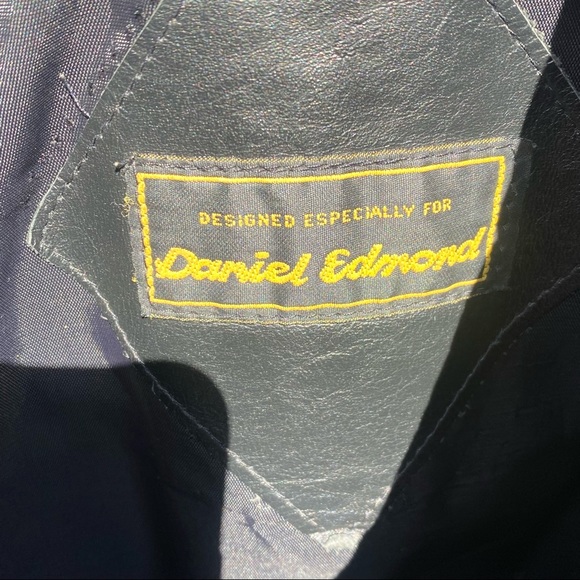 DESIGNED ESPECIALLY FOR
Daniel Edmond